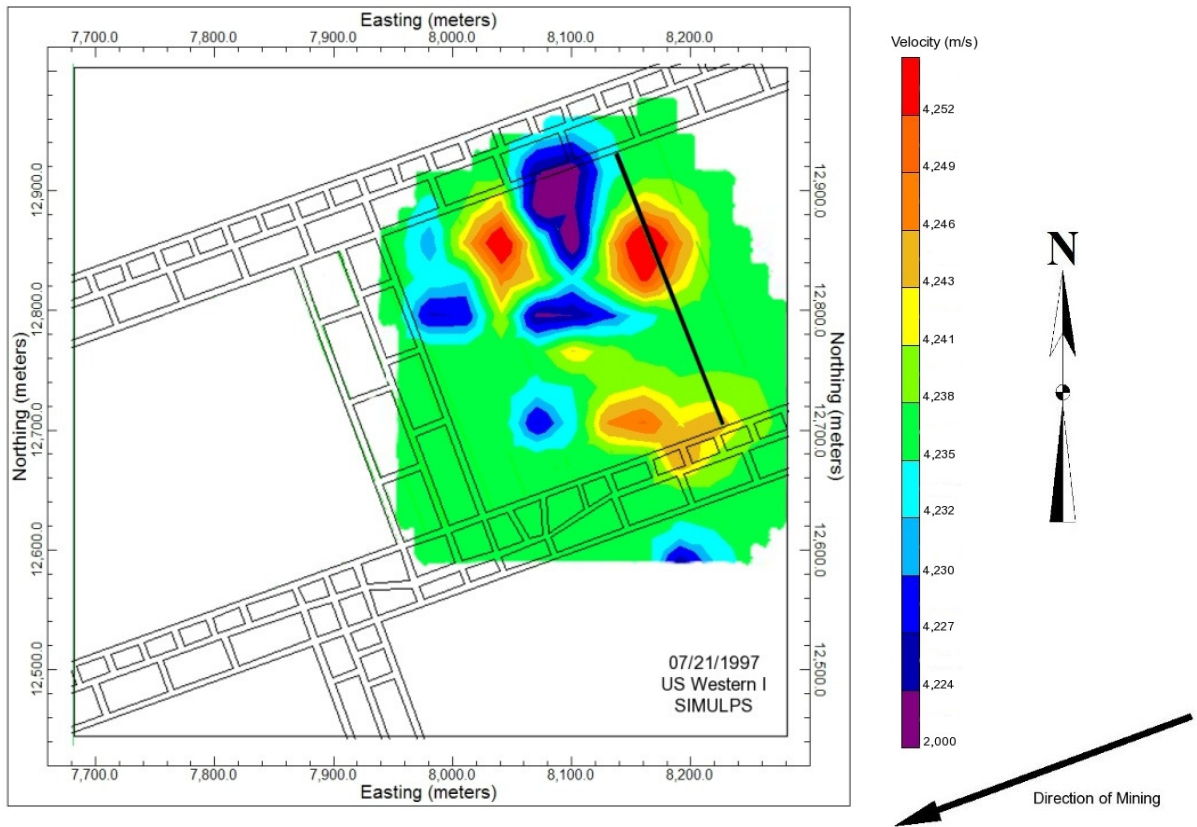 Easting (meters)
7,700.0 7,800.0 7,900.0 8,000.0 8,100.0 8,200.0
Northing (meters)
12,900.0
12,800.0
12,700.0
12,600.0
12,500.0
Northing (meters)
12,900.0
12,800.0
12,700.0
12,600.0
12,500.0
07/21/1997
US Western I
SIMULPS
7,700.0 7,800.0 7,900.0 8,000.0 8,100.0 8,200.0
Easting (meters)
Velocity (m/s)
4,252
4,249
4,246
4,243
4,241
4,238
4,235
4,232
4,230
4,227
4,224
2,000
N
Direction of Mining